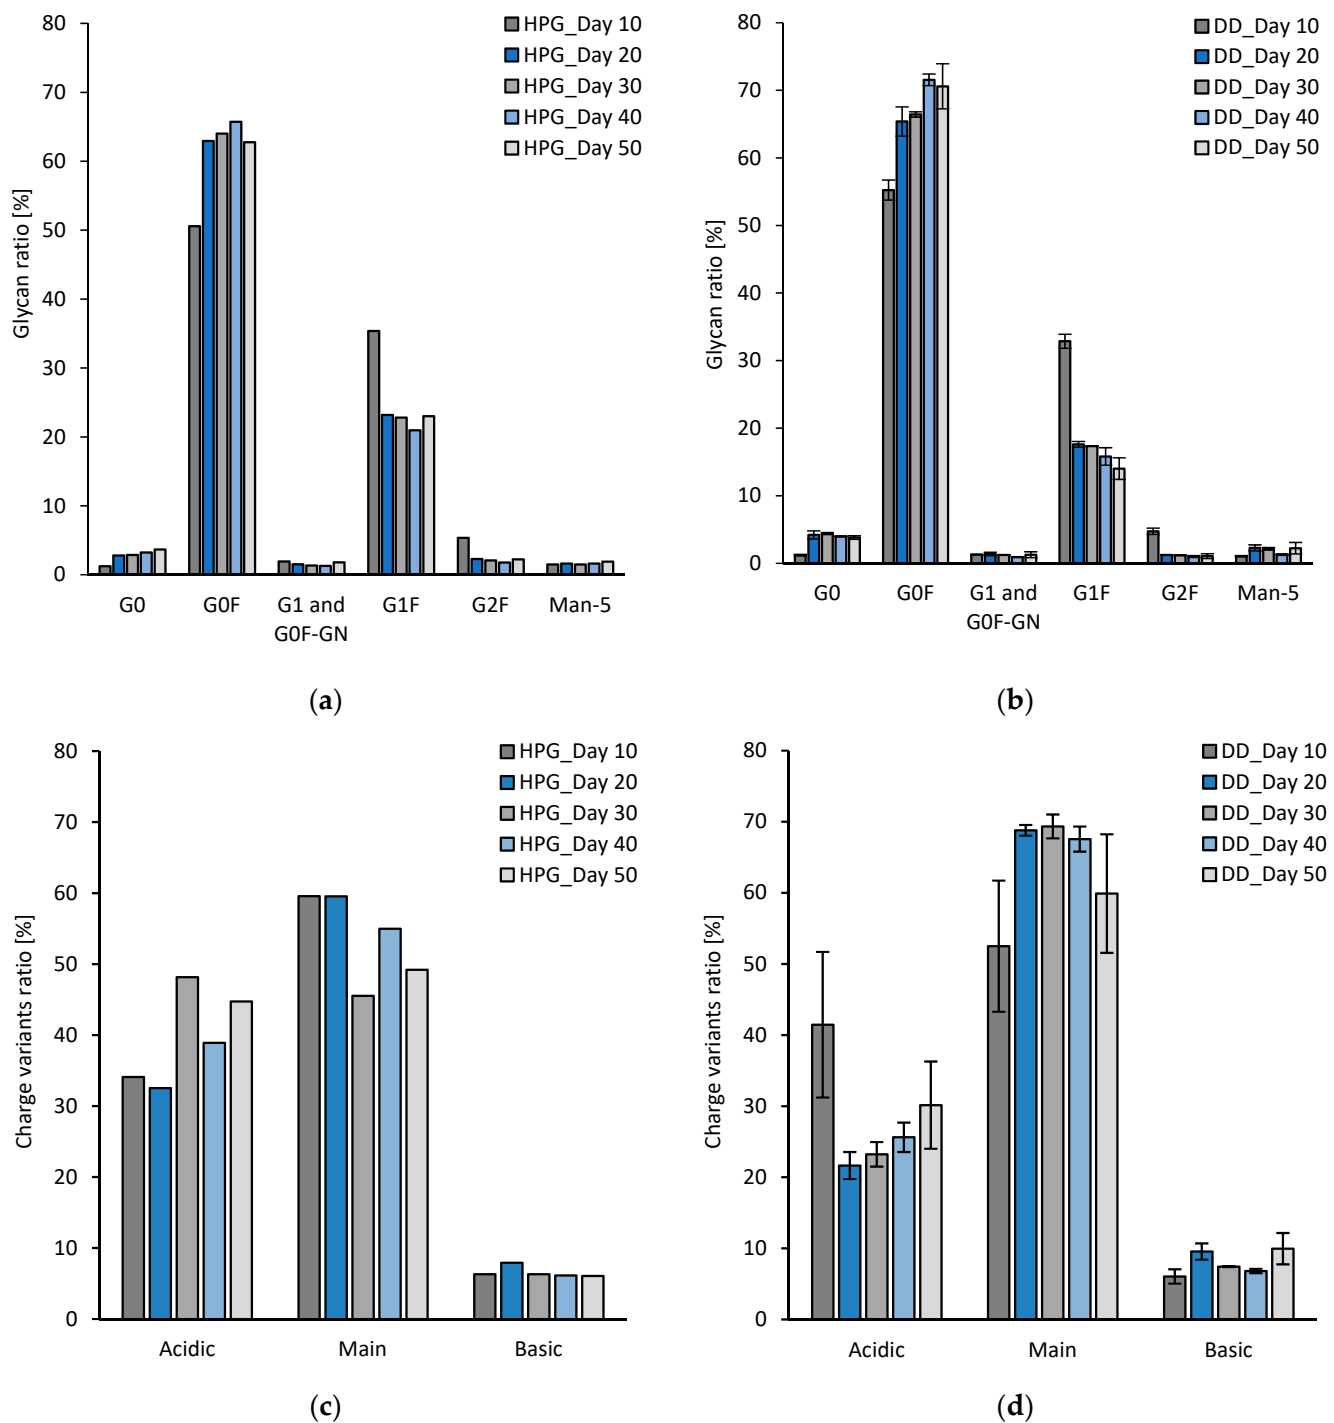 HPG_Day 10
HPG_Day 20
HPG_Day 30
HPG_Day 40
HPG_Day 50
Glycan ratio [%]
80
70
60
50
40
30
20
10
0
G0
G0F
G1 and
G0F-GN
G1F
G2F
Man-5
(a)
DD_Day 10
DD_Day 20
DD_Day 30
DD_Day 40
DD_Day 50
Glycan ratio [%]
80
70
60
50
40
30
20
10
0
G0
G0F
G1 and
G0F-GN
G1F
G2F
Man-5
(b)
HPG_Day 10
HPG_Day 20
HPG_Day 30
HPG_Day 40
HPG_Day 50
Charge variants ratio [%]
80
70
60
50
40
30
20
10
0
Acidic
Main
Basic
(c)
DD_Day 10
DD_Day 20
DD_Day 30
DD_Day 40
DD_Day 50
Charge variants ratio [%]
80
70
60
50
40
30
20
10
0
Acidic
Main
Basic
(d)